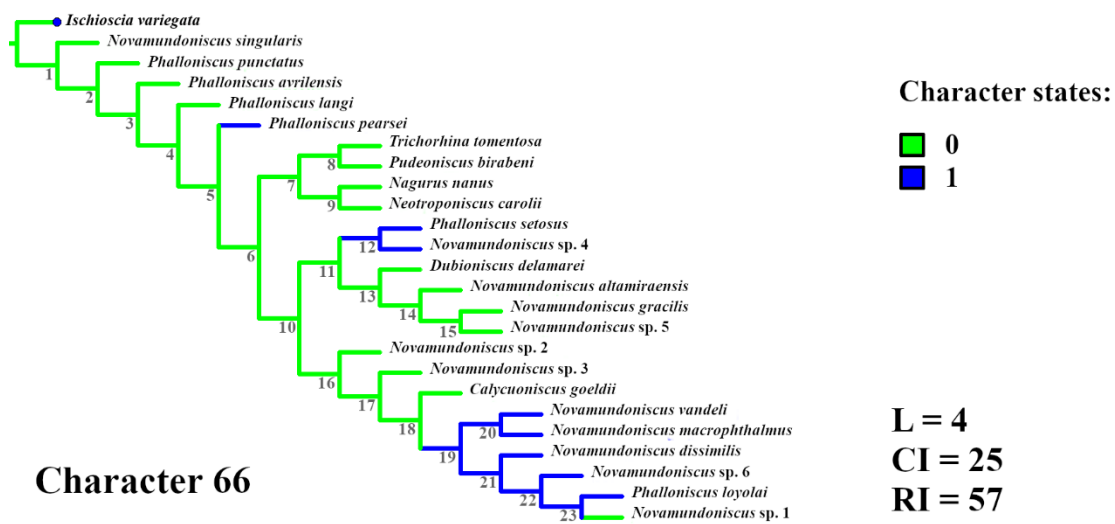 Ischioscia variegata
Novamundoniscus singularis
1
Phalloniscus punctatus
2
Phalloniscus avrilensis
3
Phalloniscus langi
4
Phalloniscus pearsei
5
Trichorhina tomentosa
8
Pudeoniscus birabeni
7
Nagurus nanus
9
Neotroponiscus carolii
6
Phalloniscus setosus
12
Novamundoniscus sp. 4
11
Dubioniscus delamarei
13
Novamundoniscus altamiraensis
14
Novamundoniscus gracilis
15
Novamundoniscus sp. 5
10
Novamundoniscus sp. 2
16
Novamundoniscus sp. 3
17
Calycuoniscus goeldii
18
Novamundoniscus vandeli
20
Novamundoniscus macrophthalmus
19
Novamundoniscus dissimilis
21
Novamundoniscus sp. 6
22
Phalloniscus loyolai
23
Novamundoniscus sp. 1
Character states:
0
1
L = 4
CI = 25
RI = 57
Character 66